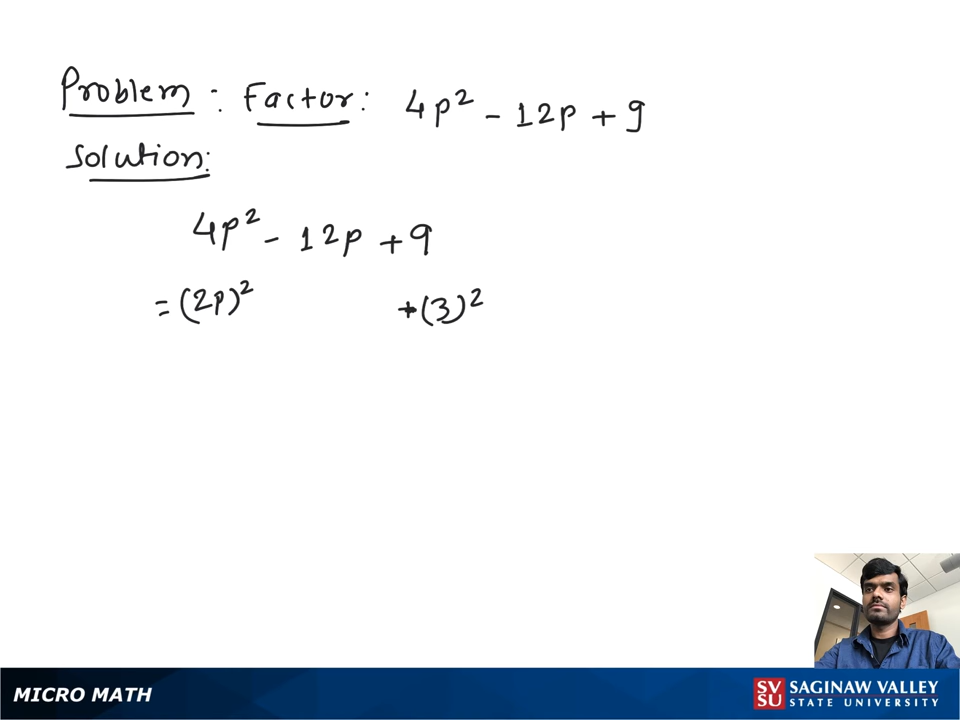 Problem: Factor: 4p² - 12p + 9
Solution:
4p² - 12p + 9
= (2p)² + (3)²
MICRO MATH
SV
SU
SAGINAW VALLEY
STATE UNIVERSITY